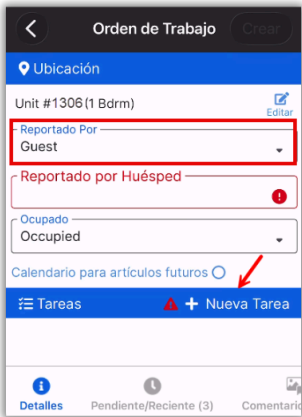 Orden de Trabajo
Crear
Ubicación
Unit #1306 (1 Bdrm)
Editar
Reportado Por
Guest
Reportado por Huésped
Ocupado
Occupied
Calendario para artículos futuros
Tareas
+ Nueva Tarea
Detalles
Pendiente/Reciente (3)